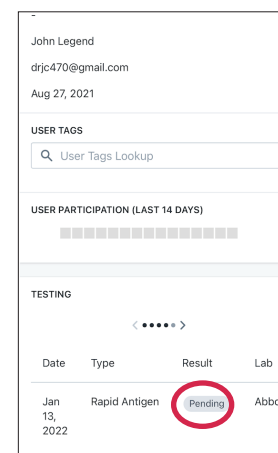 John Legend
drjc470@gmail.com
Aug 27, 2021
USER TAGS
User Tags Lookup
USER PARTICIPATION (LAST 14 DAYS)
TESTING
Date Type Result Lab
Jan Rapid Antigen Pending Abbo
13,
2022